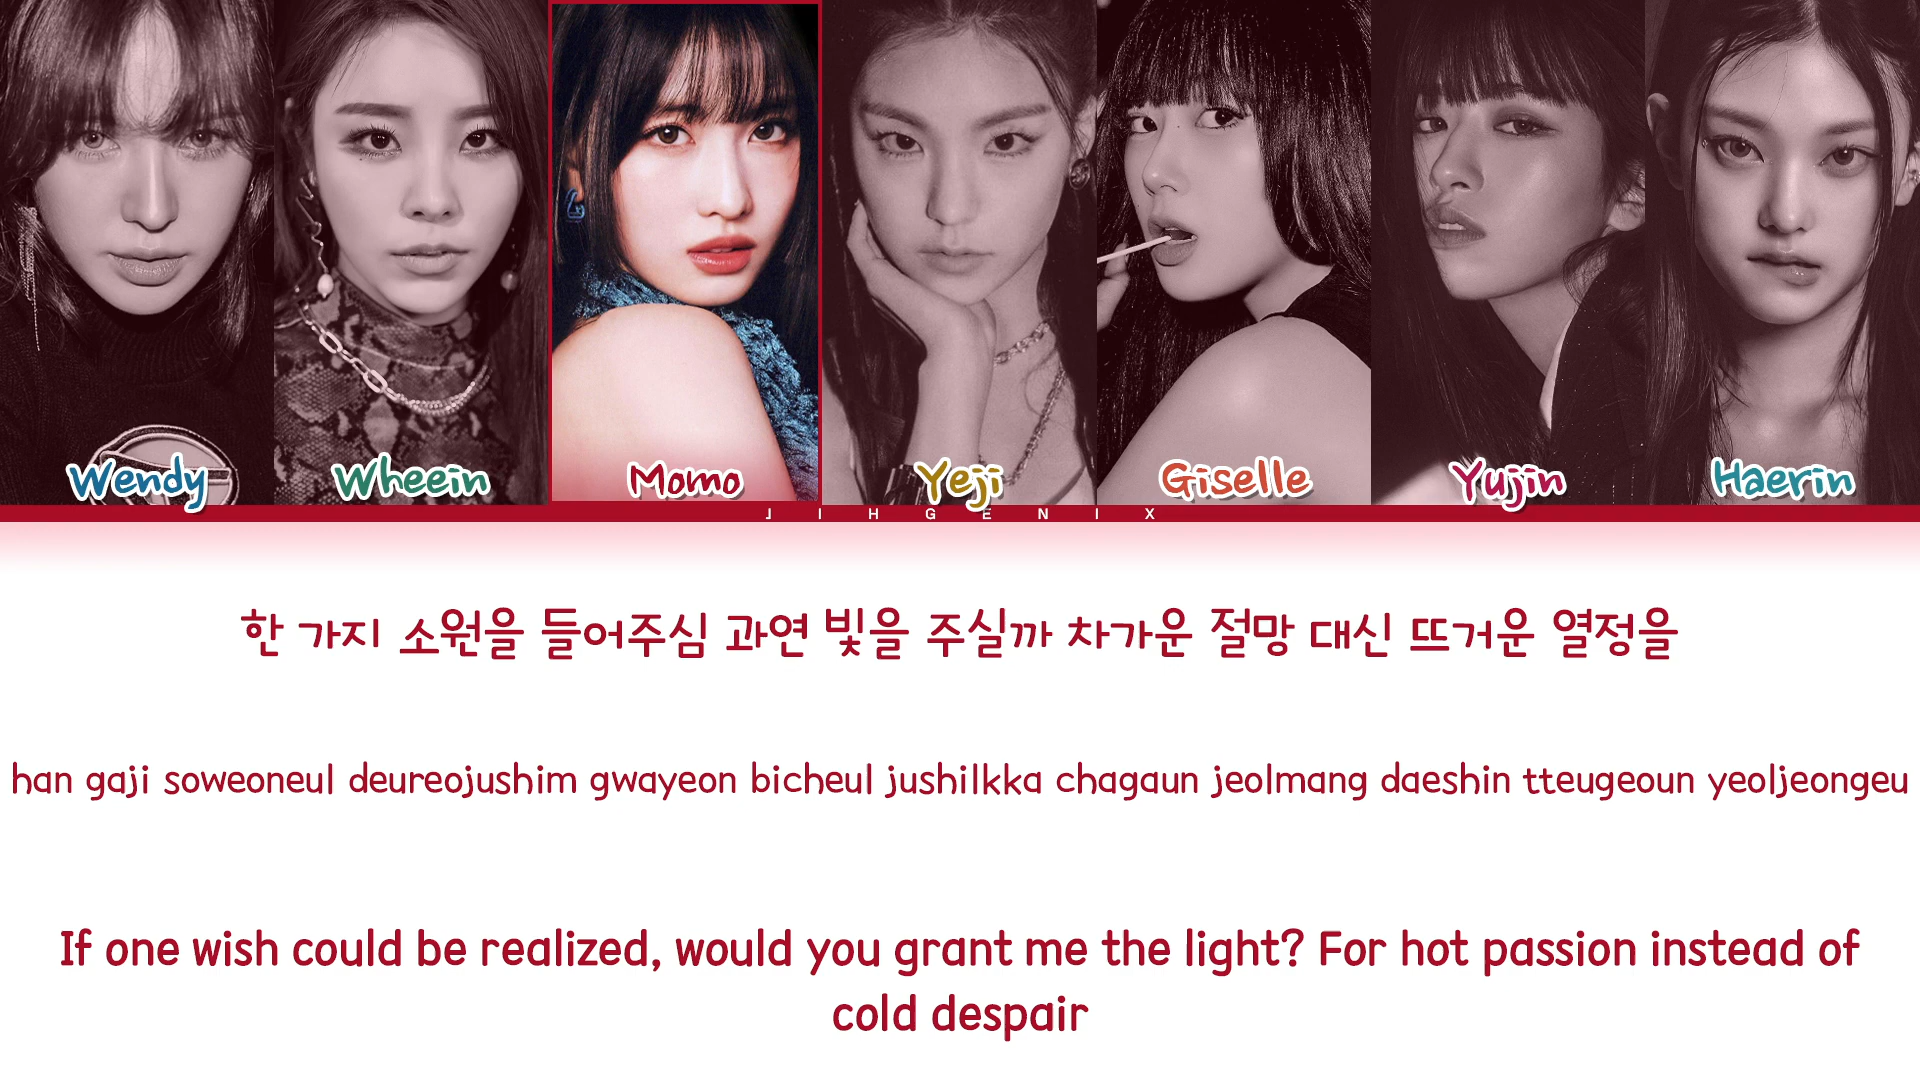 Wendy
Wheein
Momo
Yeji
Giselle
Yujin
Haerin
JIHGENIX
한 가지 소원을 들어주심 과연 빛을 주실까 차가운 절망 대신 뜨거운 열정을
han gaji soweoneul deureojushim gwayeon bicheul jushilkka chagaun jeolmang daeshin tteugeoun yeoljeongeu
If one wish could be realized, would you grant me the light? For hot passion instead of
cold despair